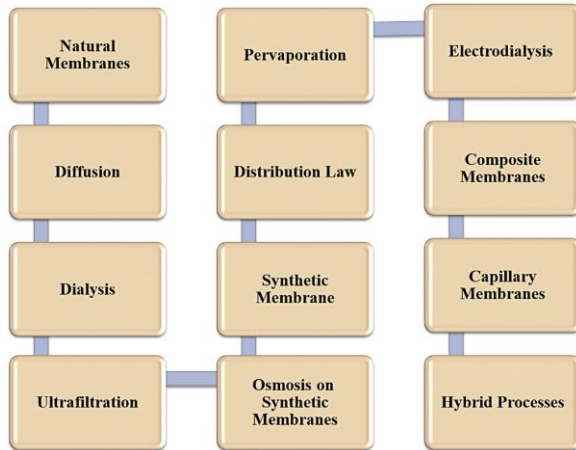 Natural
Membranes
Diffusion
Dialysis
Ultrafiltration
Osmosis on
Synthetic
Membranes
Synthetic
Membrane
Distribution Law
Pervaporation
Electrodialysis
Composite
Membranes
Capillary
Membranes
Hybrid Processes